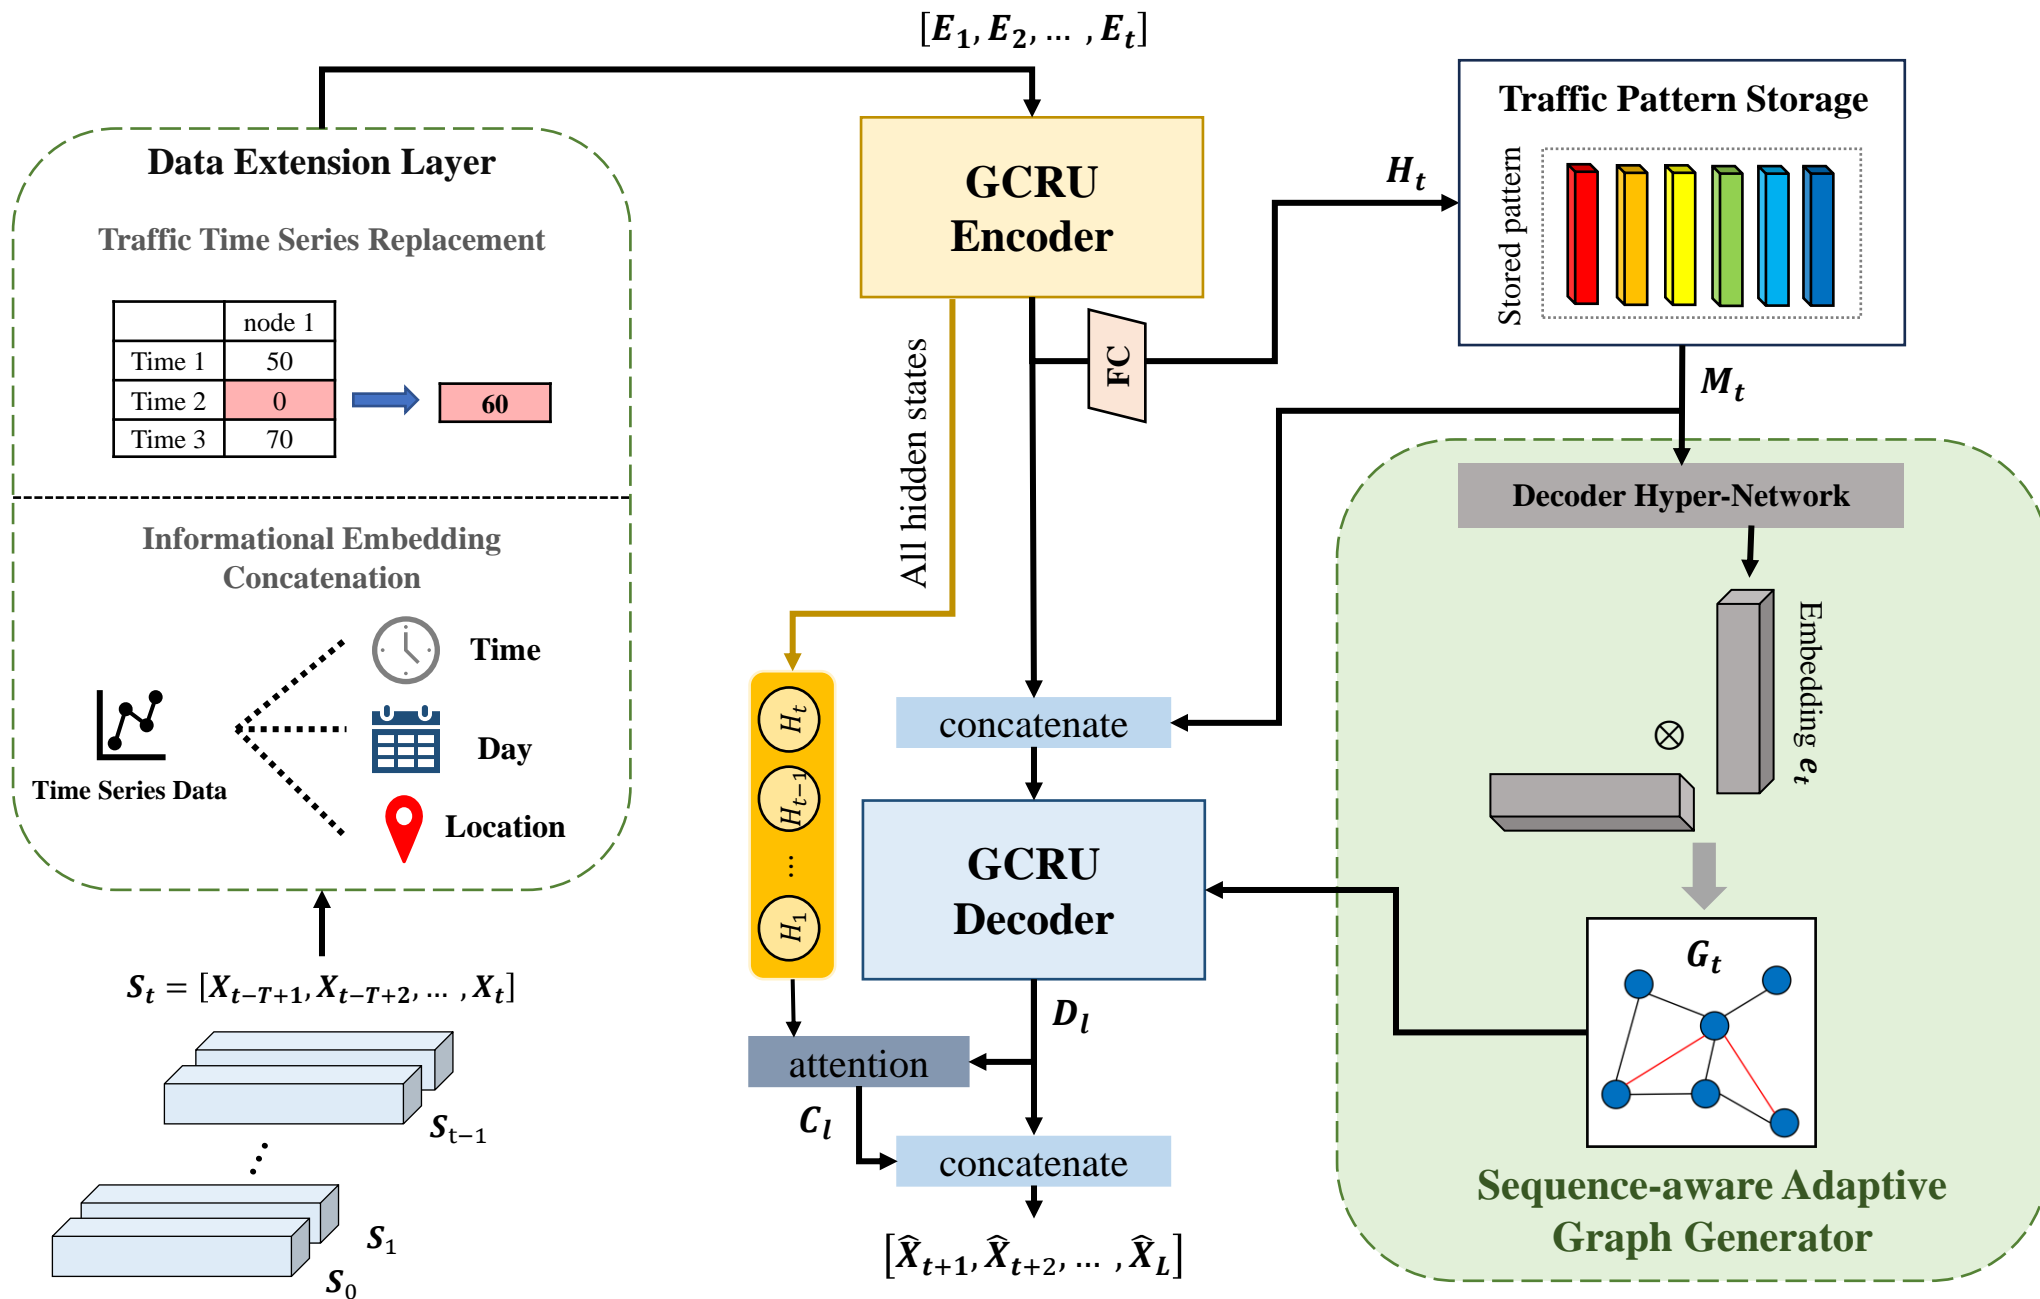 [E₁, E₂, … , Eₜ]
Data Extension Layer
Traffic Time Series Replacement
node 1
Time 1 50
Time 2 0
Time 3 70
60
Informational Embedding
Concatenation
Time
Day
Location
Time Series Data
Sₜ = [Xₜ₋T₊₁, Xₜ₋T₊₂, … , Xₜ]
Sₜ₋₁
S₁
S₀
GCRU
Encoder
FC
All hidden states
Hₜ
Traffic Pattern Storage
Stored pattern
Mₜ
concatenate
Hₜ
Hₜ₋₁
…
H₁
GCRU
Decoder
Dₗ
attention
Cₗ
concatenate
[X̂ₜ₊₁, X̂ₜ₊₂, … , X̂_L]
Decoder Hyper-Network
Embedding eₜ
⊗
Gₜ
Sequence-aware Adaptive
Graph Generator